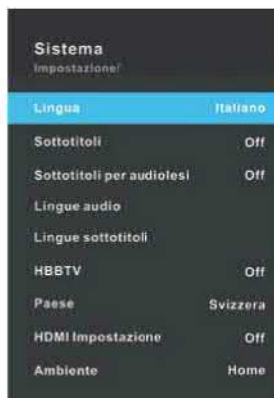 Sistema
Impostazione/
Lingua Italiano
Sottotitoli Off
Sottotitoli per audiolesi Off
Lingue audio
Lingue sottotitoli
HBBTV Off
Paese Svizzera
HDMI Impostazione Off
Ambiente Home